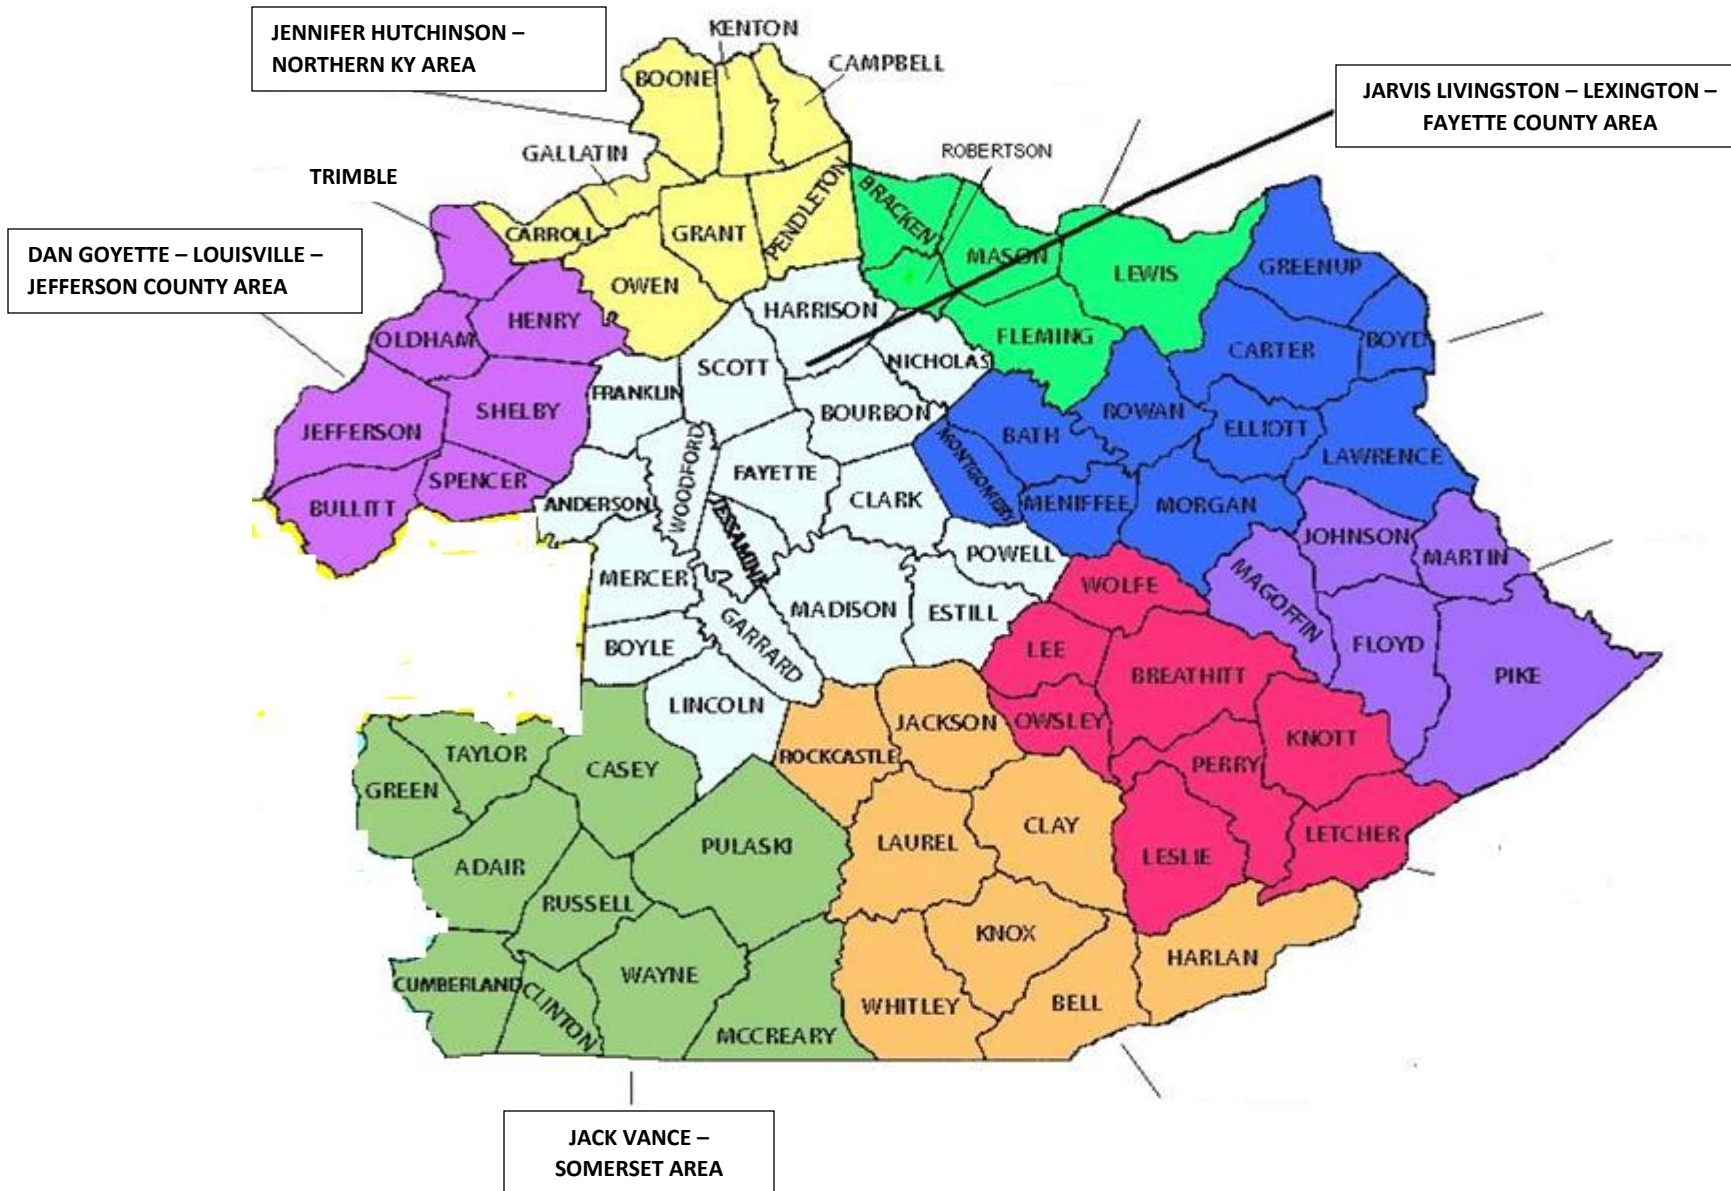 JENNIFER HUTCHINSON –
NORTHERN KY AREA
KENTON
BOONE
CAMPBELL
JARVIS LIVINGSTON – LEXINGTON –
FAYETTE COUNTY AREA
GALLATIN
ROBERTSON
TRIMBLE
DAN GOYETTE – LOUISVILLE –
JEFFERSON COUNTY AREA
CARROLL
GRANT
PENDLETON
BRACKEN
MASON
LEWIS
GREENUP
OWEN
HENRY
OLDHAM
HARRISON
FLEMING
CARTER
BOYD
SCOTT
NICHOLAS
FRANKLIN
SHELBY
BOURBON
ROWAN
JEFFERSON
BATH
ELLIOTT
LAWRENCE
WOODFORD
FAYETTE
MONTGOMERY
SPENCER
BULLITT
ANDERSON
CLARK
MENIFFEE
MORGAN
JESSAMINE
POWELL
JOHNSON
MARTIN
MERCER
WOLFE
MAGOFFIN
MADISON
ESTILL
GARRARD
BOYLE
LEE
FLOYD
BREATHITT
PIKE
LINCOLN
JACKSON
OWSLEY
KNOTT
TAYLOR
CASEY
ROCKCASTLE
PERRY
GREEN
CLAY
LETCHER
PULASKI
LAUREL
LESLIE
ADAIR
RUSSELL
KNOX
HARLAN
CUMBERLAND
CLINTON
WAYNE
WHITLEY
BELL
MCCREARY
JACK VANCE –
SOMERSET AREA